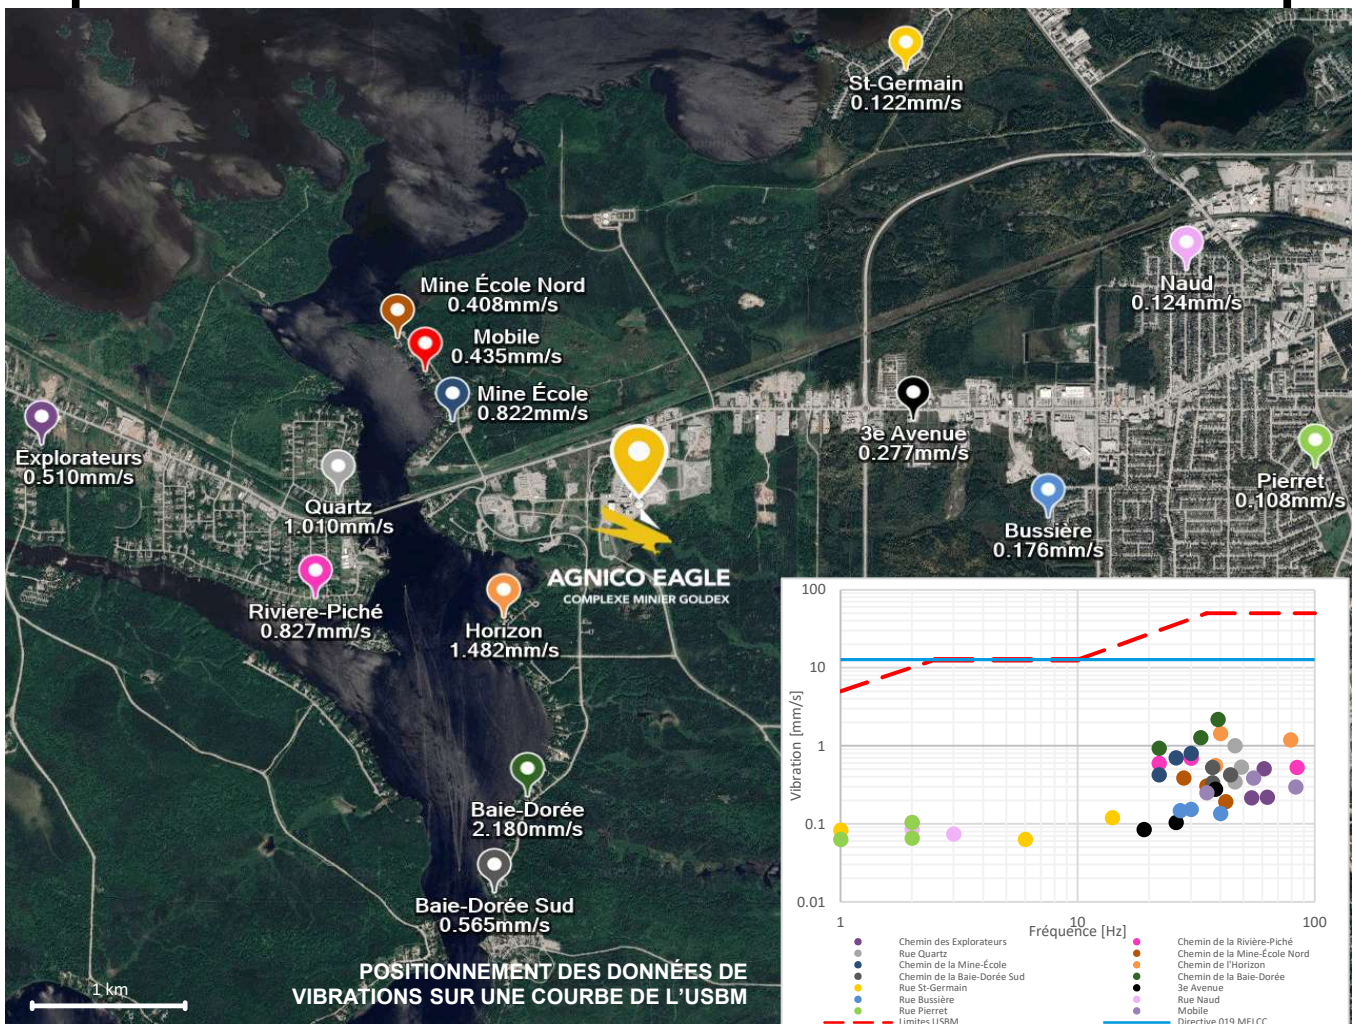 St-Germain
0.122mm/s
Naud
0.124mm/s
Mine École Nord
0.408mm/s
Mobile
0.435mm/s
Mine École
0.822mm/s
Explorateurs
0.510mm/s
3e Avenue
0.277mm/s
Pierret
0.108mm/s
Quartz
1.010mm/s
Bussière
0.176mm/s
AGNICO EAGLE
COMPLEXE MINIER GOLDEX
Riviere-Piché
0.827mm/s
Horizon
1.482mm/s
Baie-Dorée
2.180mm/s
Baie-Dorée Sud
0.565mm/s
POSITIONNEMENT DES DONNÉES DE
VIBRATIONS SUR UNE COURBE DE L'USBM
1 km
100
10
1
0.1
0.01
Vibration [mm/s]
1
10
100
Fréquence [Hz]
Chemin des Explorateurs
Chemin de la Rivière-Piché
Rue Quartz
Chemin de la Mine-École Nord
Chemin de la Mine-École
Chemin de l'Horizon
Chemin de la Baie-Dorée Sud
Chemin de la Baie-Dorée
Rue St-Germain
3e Avenue
Rue Bussière
Rue Naud
Rue Pierret
Mobile
Limites USBM
Directive 019 MELCC